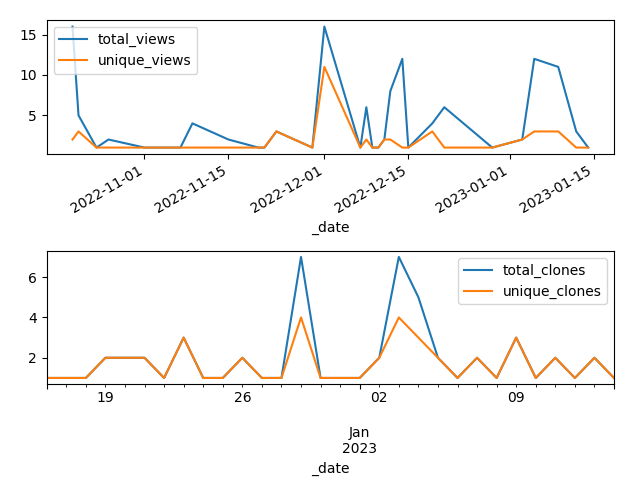 15
10
5
total_views
unique_views
2022-11-01
2022-11-15
2022-12-01
2022-12-15
2023-01-01
2023-01-15
_date
6
4
2
total_clones
unique_clones
19
26
02
09
Jan
2023
_date